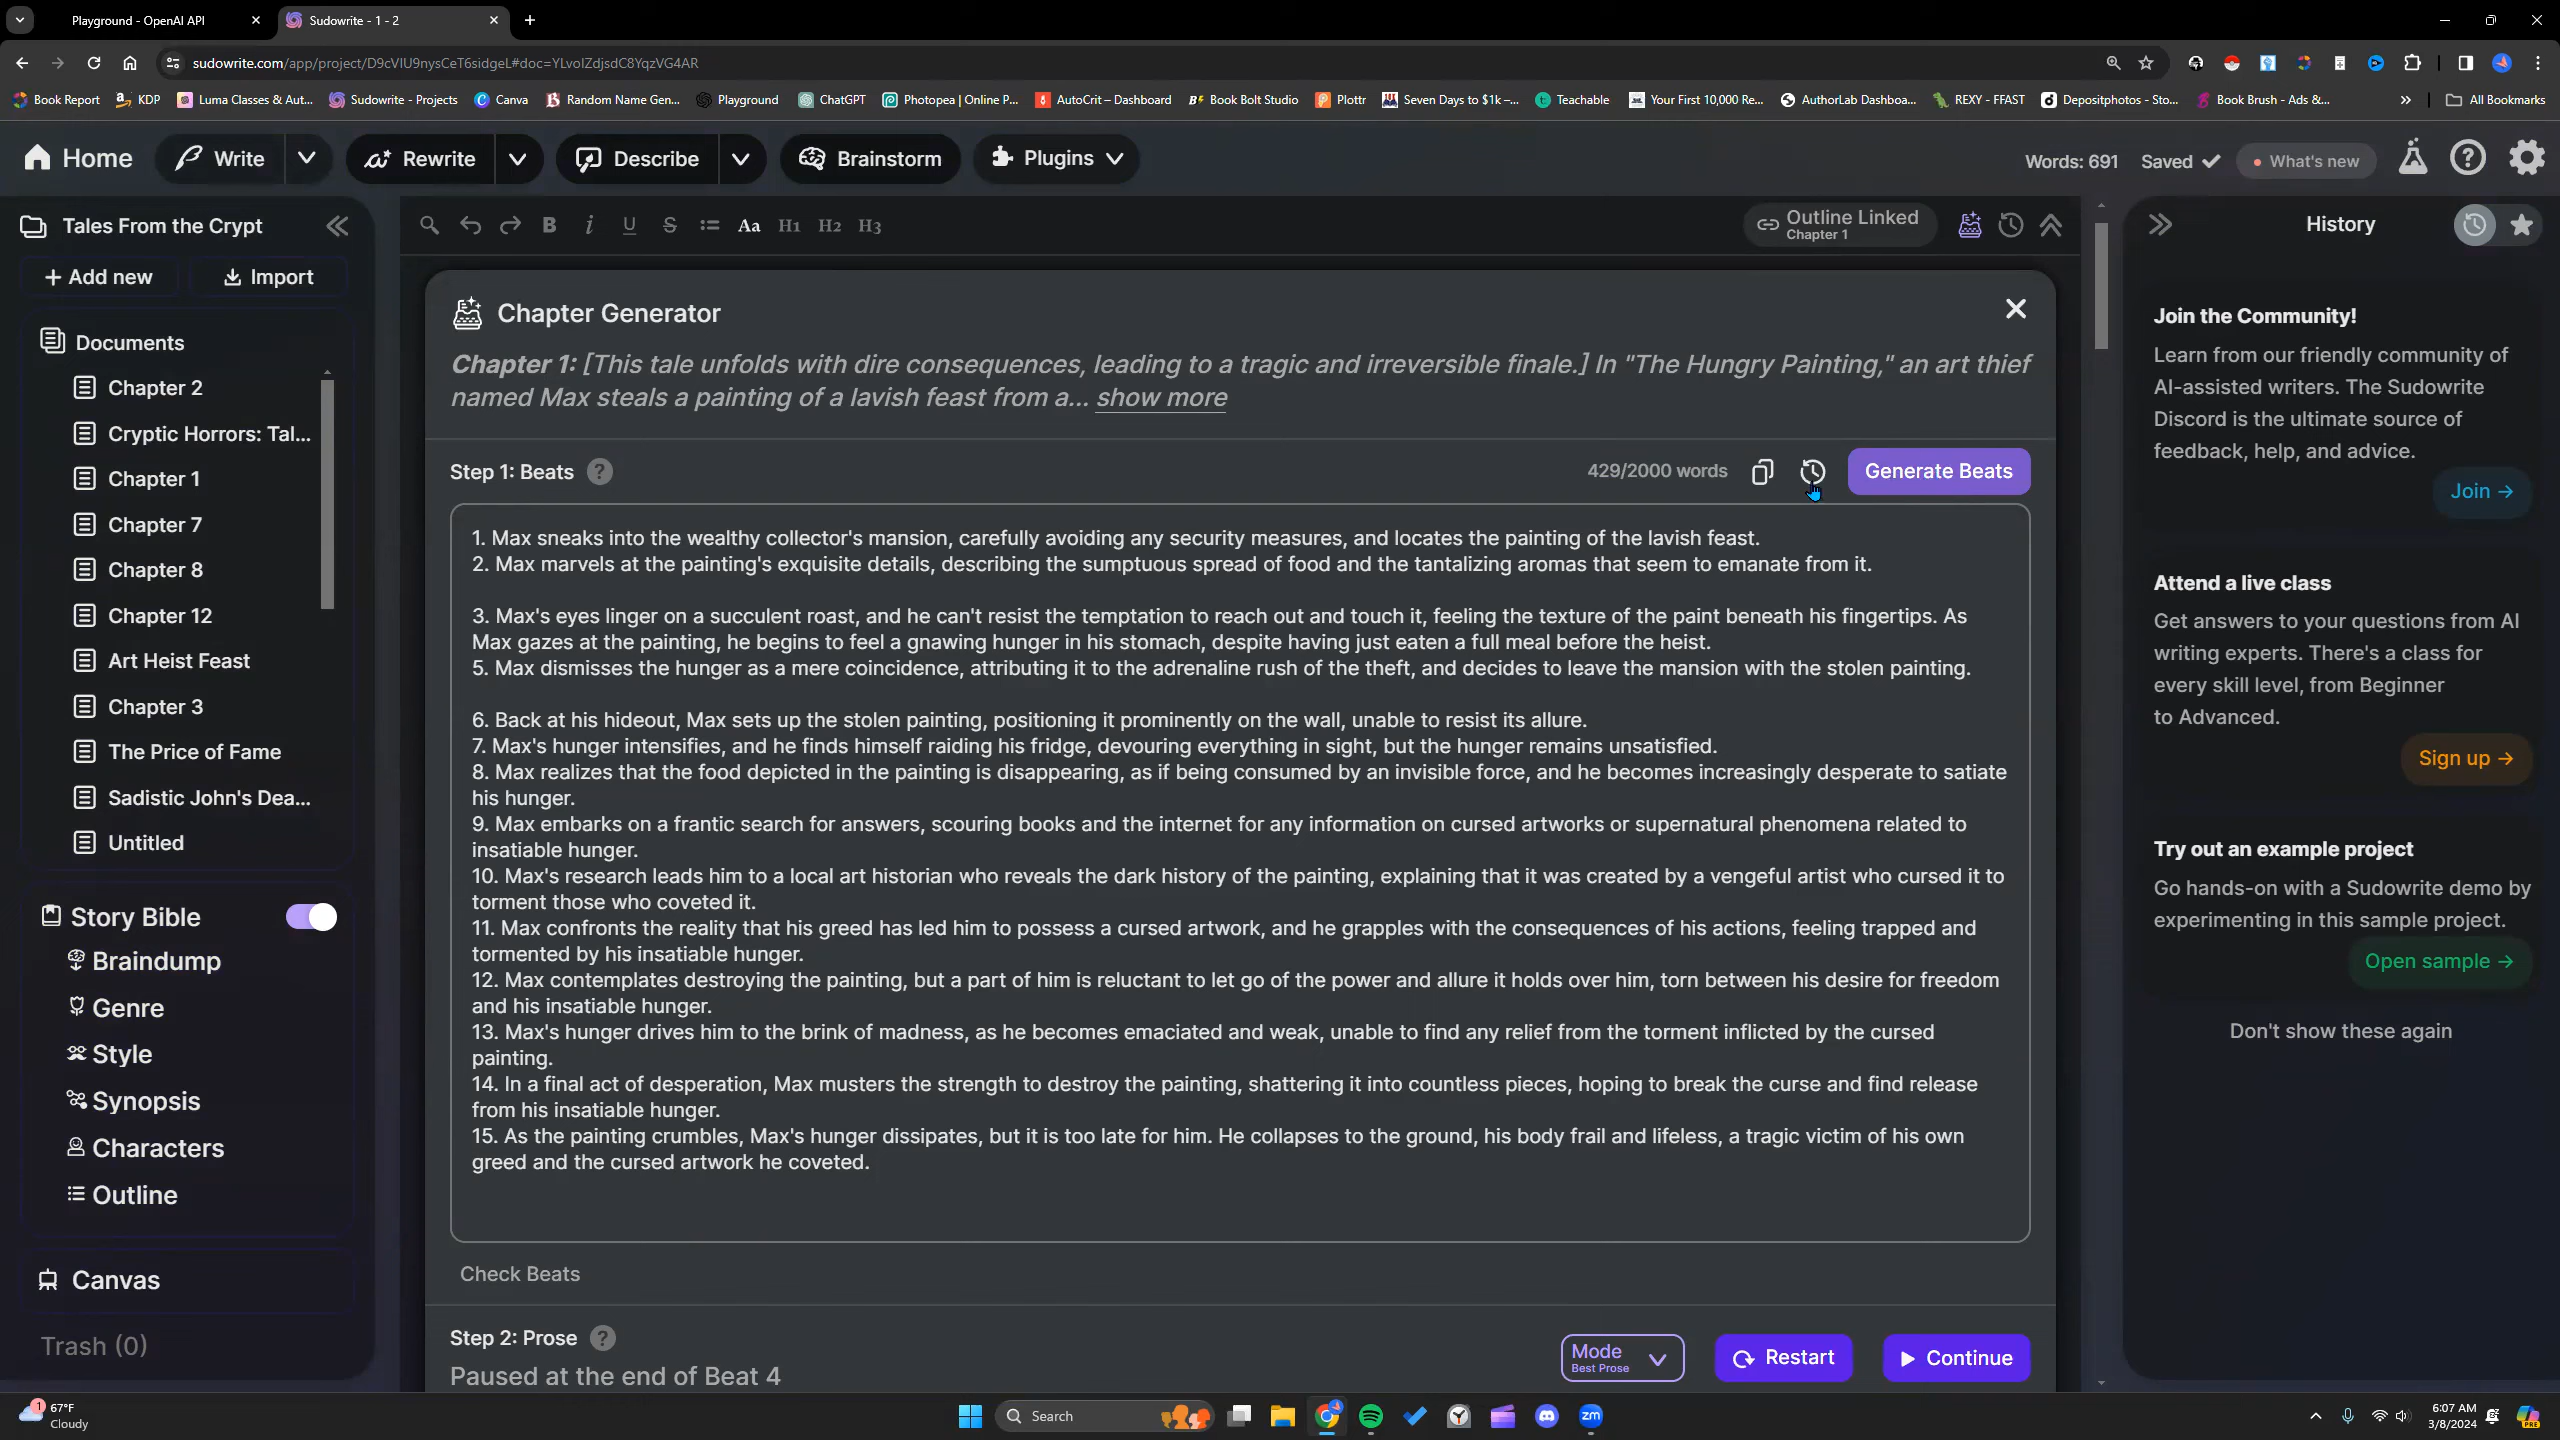 Playground - OpenAI API
Sudowrite - 1 - 2
sudowrite.com/app/project/D9cVIU9nysCeT6sidgeL#doc=YLvolZdjsdC8YqzVG4AR
Book Report
KDP
Luma Classes & Aut...
Sudowrite - Projects
Canva
Random Name Gen...
Playground
ChatGPT
Photopea | Online P...
AutoCrit – Dashboard
Book Bolt Studio
Plottr
Seven Days to $1k –...
Teachable
Your First 10,000 Re...
AuthorLab Dashboa...
REXY - FFAST
Depositphotos - Sto...
Book Brush - Ads &...
All Bookmarks
Home
Write
Rewrite
Describe
Brainstorm
Plugins
Words: 691
Saved
What's new
Tales From the Crypt
+ Add new
Import
Documents
Chapter 2
Cryptic Horrors: Tal...
Chapter 1
Chapter 7
Chapter 8
Chapter 12
Art Heist Feast
Chapter 3
The Price of Fame
Sadistic John's Dea...
Untitled
Story Bible
Braindump
Genre
Style
Synopsis
Characters
Outline
Canvas
Trash (0)
B i U S Aa H1 H2 H3
Outline Linked
Chapter 1
Chapter Generator
Chapter 1: [This tale unfolds with dire consequences, leading to a tragic and irreversible finale.] In "The Hungry Painting," an art thief
named Max steals a painting of a lavish feast from a... show more
Step 1: Beats ?
429/2000 words
Generate Beats
1. Max sneaks into the wealthy collector's mansion, carefully avoiding any security measures, and locates the painting of the lavish feast.
2. Max marvels at the painting's exquisite details, describing the sumptuous spread of food and the tantalizing aromas that seem to emanate from it.
3. Max's eyes linger on a succulent roast, and he can't resist the temptation to reach out and touch it, feeling the texture of the paint beneath his fingertips. As
Max gazes at the painting, he begins to feel a gnawing hunger in his stomach, despite having just eaten a full meal before the heist.
5. Max dismisses the hunger as a mere coincidence, attributing it to the adrenaline rush of the theft, and decides to leave the mansion with the stolen painting.
6. Back at his hideout, Max sets up the stolen painting, positioning it prominently on the wall, unable to resist its allure.
7. Max's hunger intensifies, and he finds himself raiding his fridge, devouring everything in sight, but the hunger remains unsatisfied.
8. Max realizes that the food depicted in the painting is disappearing, as if being consumed by an invisible force, and he becomes increasingly desperate to satiate
his hunger.
9. Max embarks on a frantic search for answers, scouring books and the internet for any information on cursed artworks or supernatural phenomena related to
insatiable hunger.
10. Max's research leads him to a local art historian who reveals the dark history of the painting, explaining that it was created by a vengeful artist who cursed it to
torment those who coveted it.
11. Max confronts the reality that his greed has led him to possess a cursed artwork, and he grapples with the consequences of his actions, feeling trapped and
tormented by his insatiable hunger.
12. Max contemplates destroying the painting, but a part of him is reluctant to let go of the power and allure it holds over him, torn between his desire for freedom
and his insatiable hunger.
13. Max's hunger drives him to the brink of madness, as he becomes emaciated and weak, unable to find any relief from the torment inflicted by the cursed
painting.
14. In a final act of desperation, Max musters the strength to destroy the painting, shattering it into countless pieces, hoping to break the curse and find release
from his insatiable hunger.
15. As the painting crumbles, Max's hunger dissipates, but it is too late for him. He collapses to the ground, his body frail and lifeless, a tragic victim of his own
greed and the cursed artwork he coveted.
Check Beats
Step 2: Prose ?
Paused at the end of Beat 4
Mode
Best Prose
Restart
Continue
History
Join the Community!
Learn from our friendly community of
AI-assisted writers. The Sudowrite
Discord is the ultimate source of
feedback, help, and advice.
Join →
Attend a live class
Get answers to your questions from AI
writing experts. There's a class for
every skill level, from Beginner
to Advanced.
Sign up →
Try out an example project
Go hands-on with a Sudowrite demo by
experimenting in this sample project.
Open sample →
Don't show these again
1
67°F
Cloudy
Search
zm
6:07 AM
3/8/2024
PRE